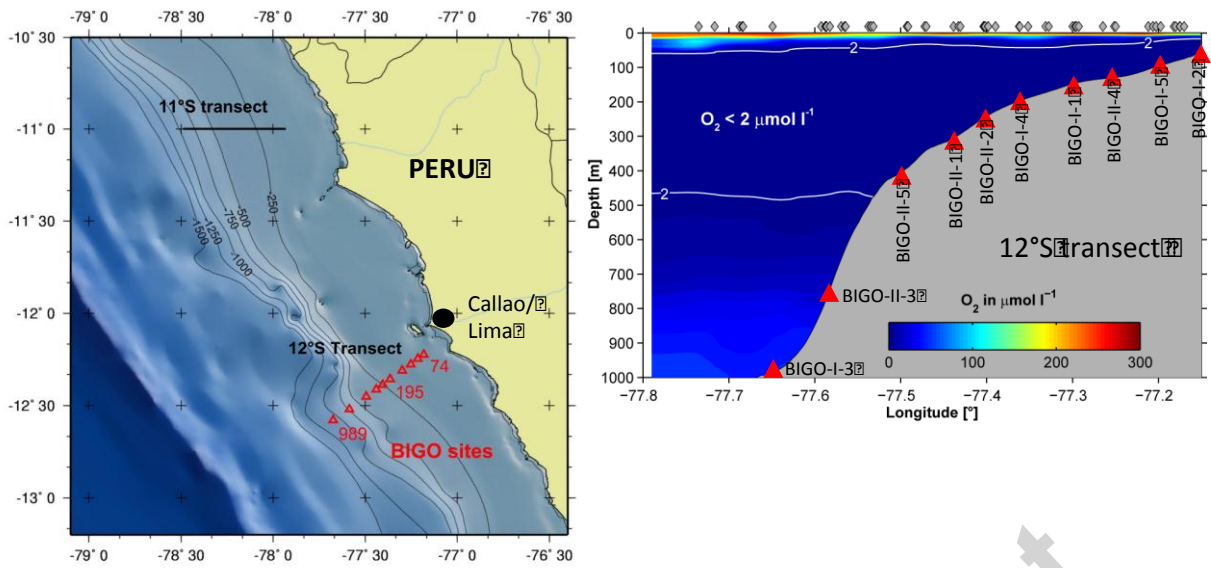 -79° 0' -78° 30' -78° 0' -77° 30' -77° 0' -76° 30'
-10° 30'
-11° 0'
-11° 30'
-12° 0'
-12° 30'
-13° 0'
11°S transect
PERU
-250
-500
-750
-1000
-1250
-1500
Callao/
Lima
12°S Transect
74
195
989
BIGO sites
-79° 0' -78° 30' -78° 0' -77° 30' -77° 0' -76° 30'
Depth [m]
0
100
200
300
400
500
600
700
800
900
1000
2
2
O₂ < 2 μmol l⁻¹
2
2
BIGO-II-5
BIGO-II-1
BIGO-II-2
BIGO-I-4
BIGO-I-1
BIGO-II-4
BIGO-I-5
BIGO-I-2
12°S transect
BIGO-II-3
O₂ in μmol l⁻¹
0 100 200 300
BIGO-I-3
-77.8 -77.7 -77.6 -77.5 -77.4 -77.3 -77.2
Longitude [°]
t